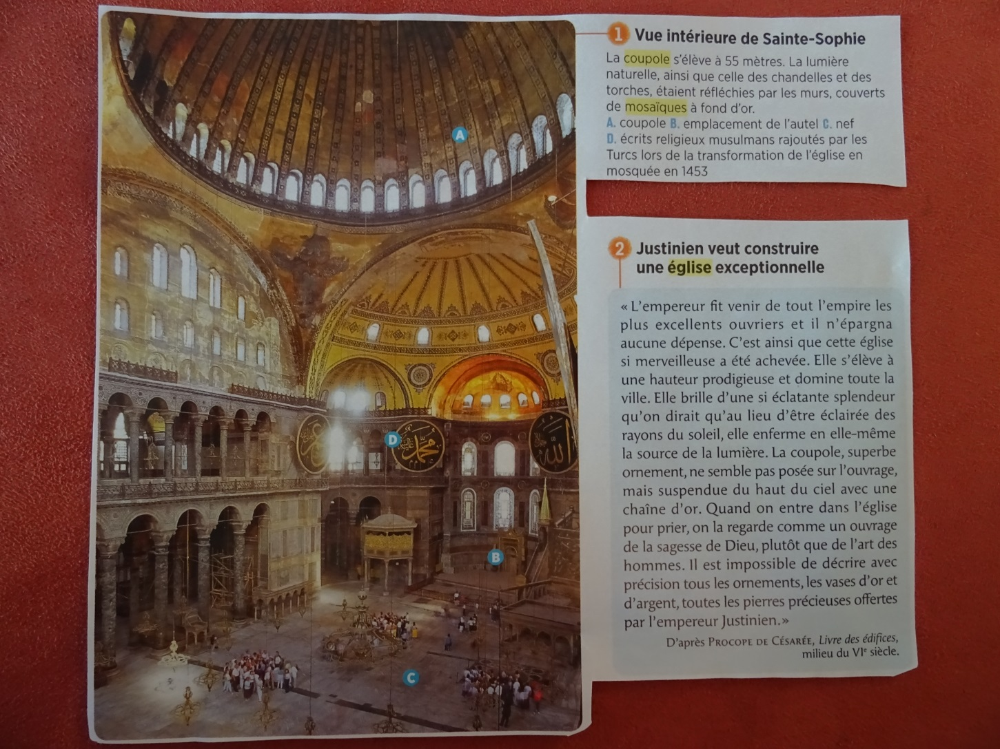 1 Vue intérieure de Sainte-Sophie
La coupole s'élève à 55 mètres. La lumière
naturelle, ainsi que celle des chandelles et des
torches, étaient réfléchies par les murs, couverts
de mosaïques à fond d'or.
A. coupole B. emplacement de l'autel C. nef
D. écrits religieux musulmans rajoutés par les
Turcs lors de la transformation de l'église en
mosquée en 1453
A
D
محمد
الله
B
C
2 Justinien veut construire
une église exceptionnelle
« L'empereur fit venir de tout l'empire les
plus excellents ouvriers et il n'épargna
aucune dépense. C'est ainsi que cette église
si merveilleuse a été achevée. Elle s'élève à
une hauteur prodigieuse et domine toute la
ville. Elle brille d'une si éclatante splendeur
qu'on dirait qu'au lieu d'être éclairée des
rayons du soleil, elle enferme en elle-même
la source de la lumière. La coupole, superbe
ornement, ne semble pas posée sur l'ouvrage,
mais suspendue du haut du ciel avec une
chaîne d'or. Quand on entre dans l'église
pour prier, on la regarde comme un ouvrage
de la sagesse de Dieu, plutôt que de l'art des
hommes. Il est impossible de décrire avec
précision tous les ornements, les vases d'or et
d'argent, toutes les pierres précieuses offertes
par l'empereur Justinien.»
D'après PROCOPE DE CÉSARÉE, Livre des édifices,
milieu du VIe siècle.